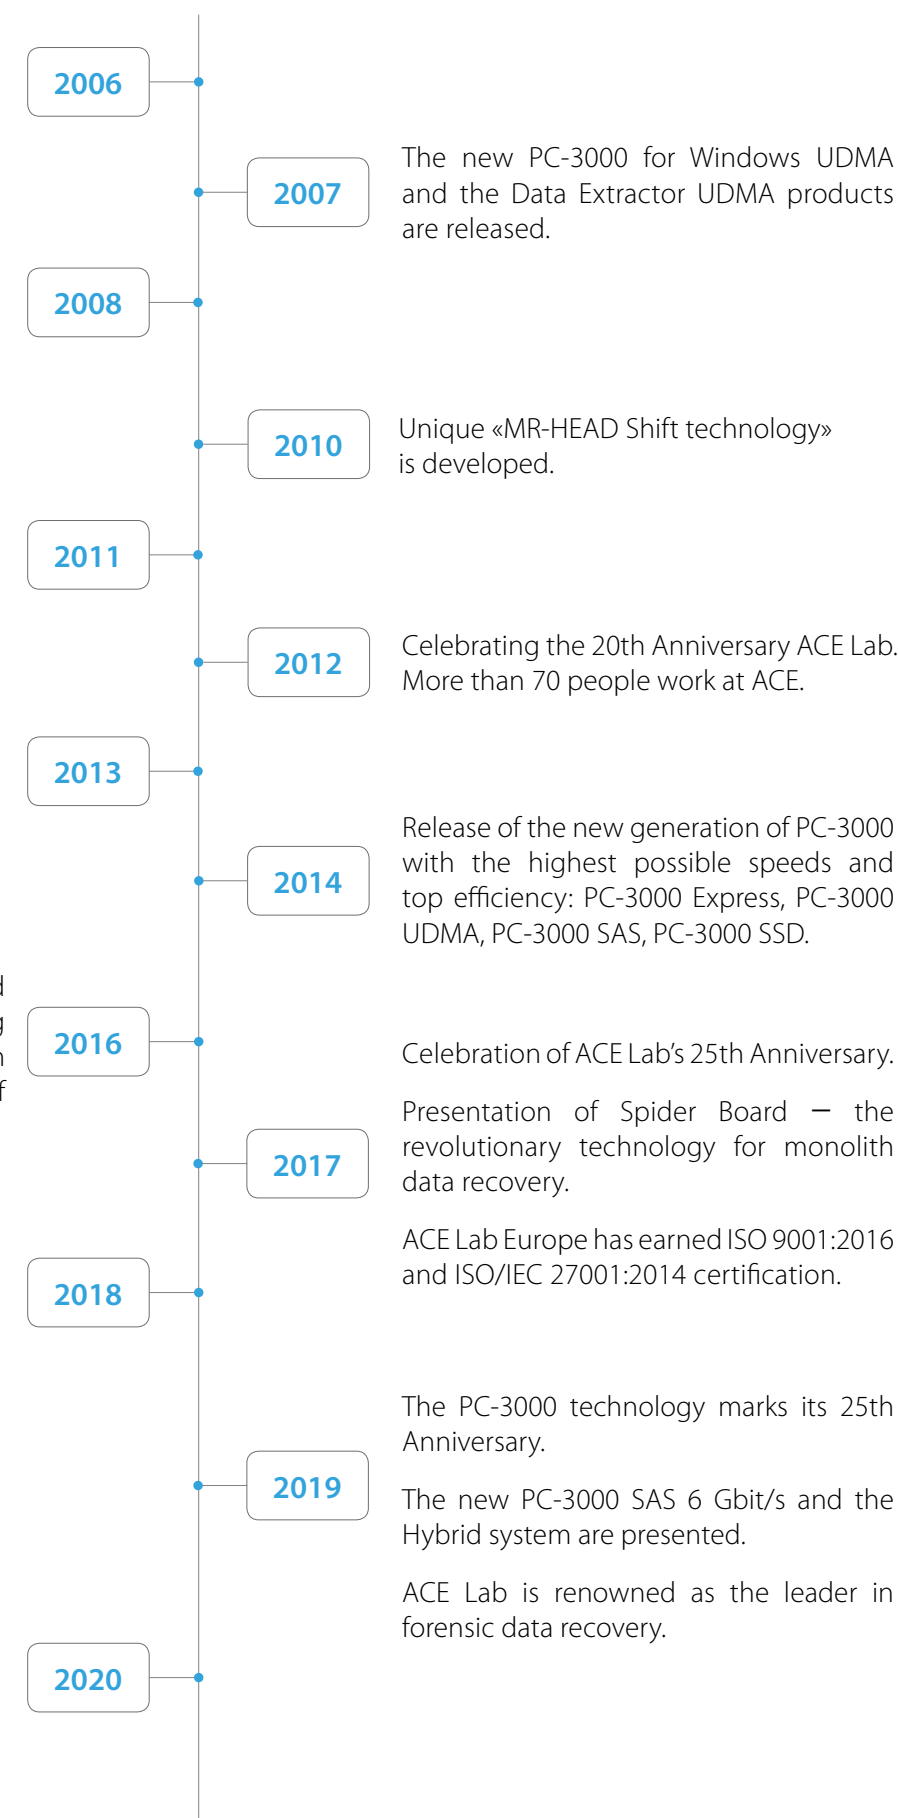 2006
The new PC-3000 for Windows UDMA
and the Data Extractor UDMA products
are released.
2007
2008
Unique «MR-HEAD Shift technology»
is developed.
2010
2011
Celebrating the 20th Anniversary ACE Lab.
More than 70 people work at ACE.
2012
2013
Release of the new generation of PC-3000
with the highest possible speeds and
top efficiency: PC-3000 Express, PC-3000
UDMA, PC-3000 SAS, PC-3000 SSD.
2014
2016
Celebration of ACE Lab's 25th Anniversary.
Presentation of Spider Board – the
revolutionary technology for monolith
data recovery.
2017
ACE Lab Europe has earned ISO 9001:2016
and ISO/IEC 27001:2014 certification.
2018
The PC-3000 technology marks its 25th
Anniversary.
2019
The new PC-3000 SAS 6 Gbit/s and the
Hybrid system are presented.
ACE Lab is renowned as the leader in
forensic data recovery.
2020